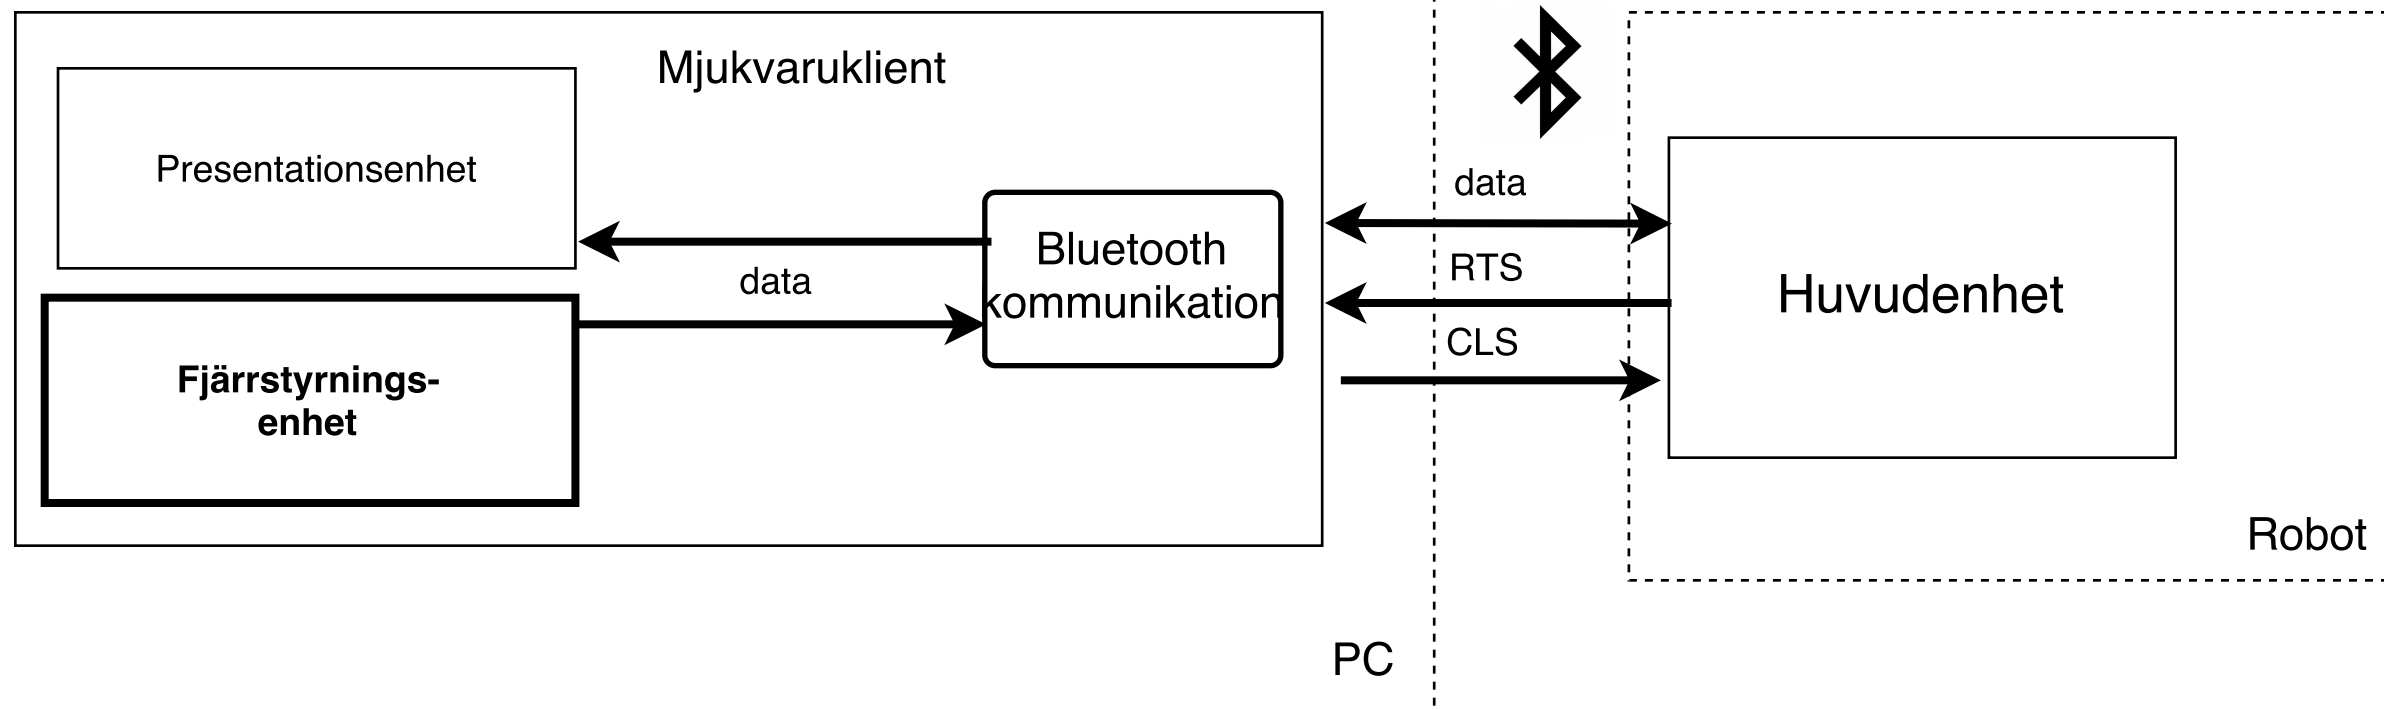 Mjukvaruklient
Presentationsenhet
data
Fjärrstyrnings-
enhet
Bluetooth
kommunikation
data
RTS
CLS
Huvudenhet
Robot
PC